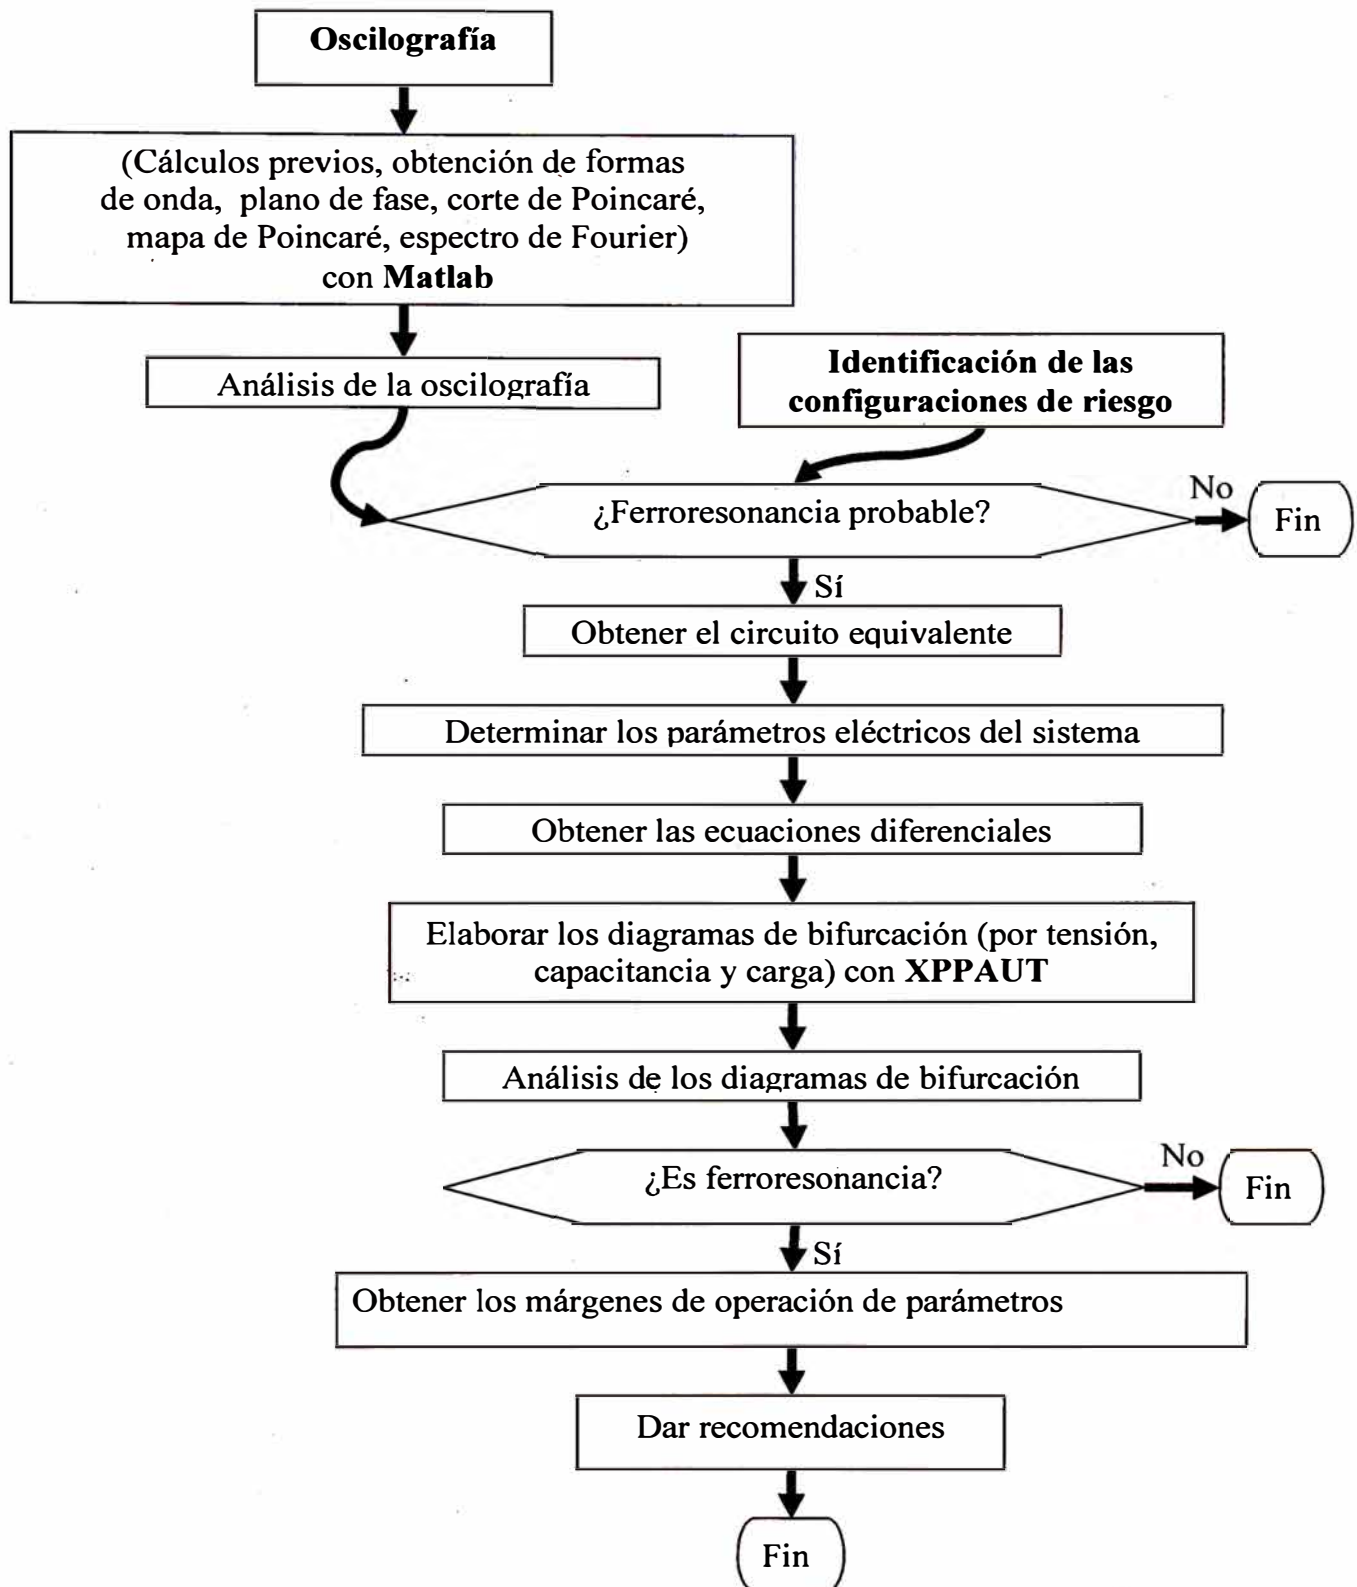 Oscilografía
(Cálculos previos, obtención de formas
de onda, plano de fase, corte de Poincaré,
mapa de Poincaré, espectro de Fourier)
con Matlab
Análisis de la oscilografía
Identificación de las
configuraciones de riesgo
¿Ferroresonancia probable?
No
Fin
Sí
Obtener el circuito equivalente
Determinar los parámetros eléctricos del sistema
Obtener las ecuaciones diferenciales
Elaborar los diagramas de bifurcación (por tensión,
capacitancia y carga) con XPPAUT
Análisis de los diagramas de bifurcación
¿Es ferroresonancia?
No
Fin
Sí
Obtener los márgenes de operación de parámetros
Dar recomendaciones
Fin